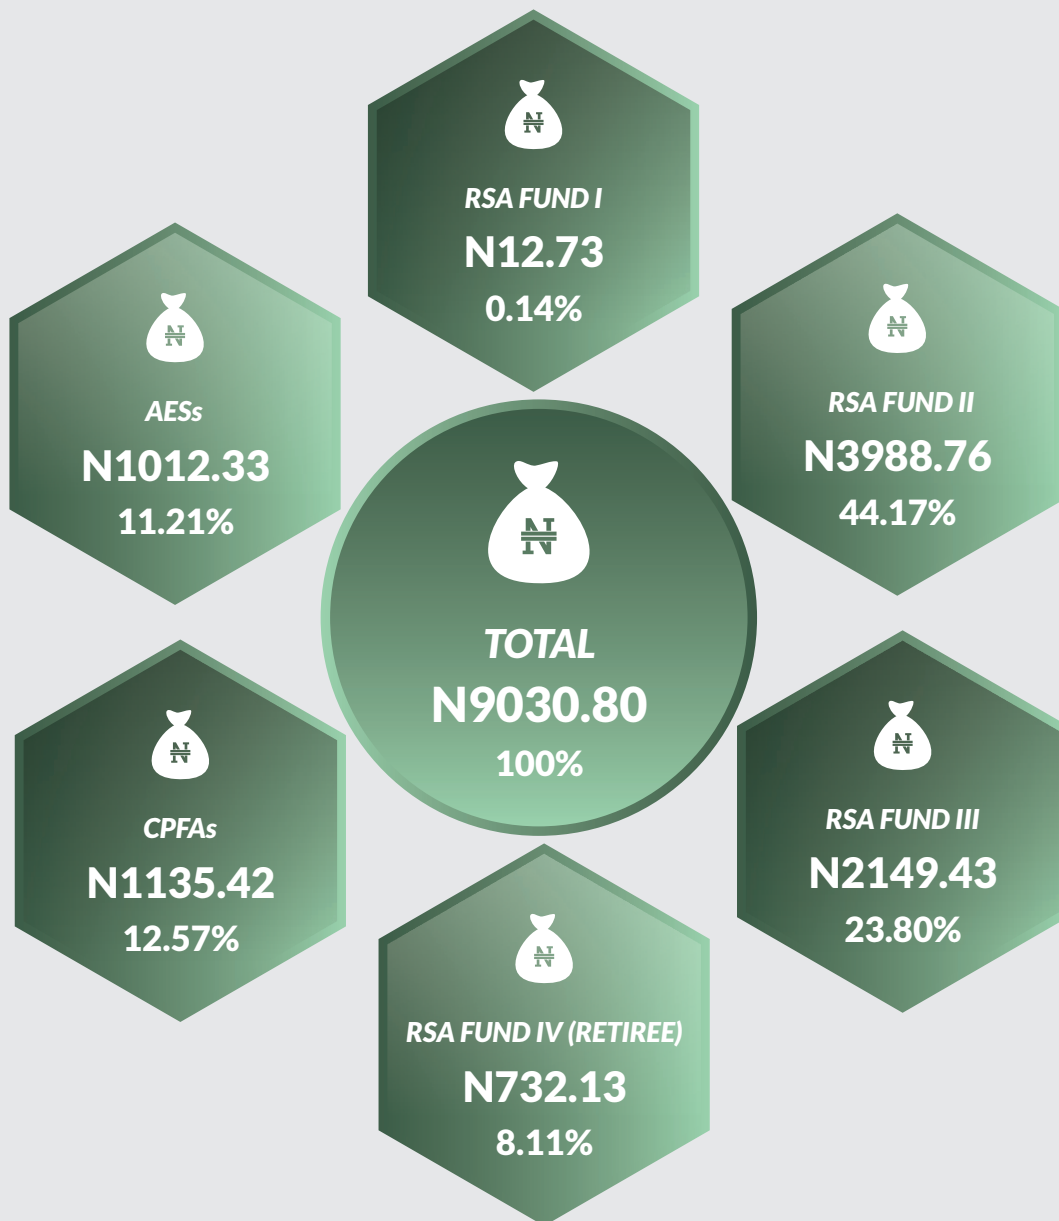 RSA FUND I
N12.73
0.14%
AESs
N1012.33
11.21%
RSA FUND II
N3988.76
44.17%
TOTAL
N9030.80
100%
CPFAs
N1135.42
12.57%
RSA FUND III
N2149.43
23.80%
RSA FUND IV (RETIREE)
N732.13
8.11%